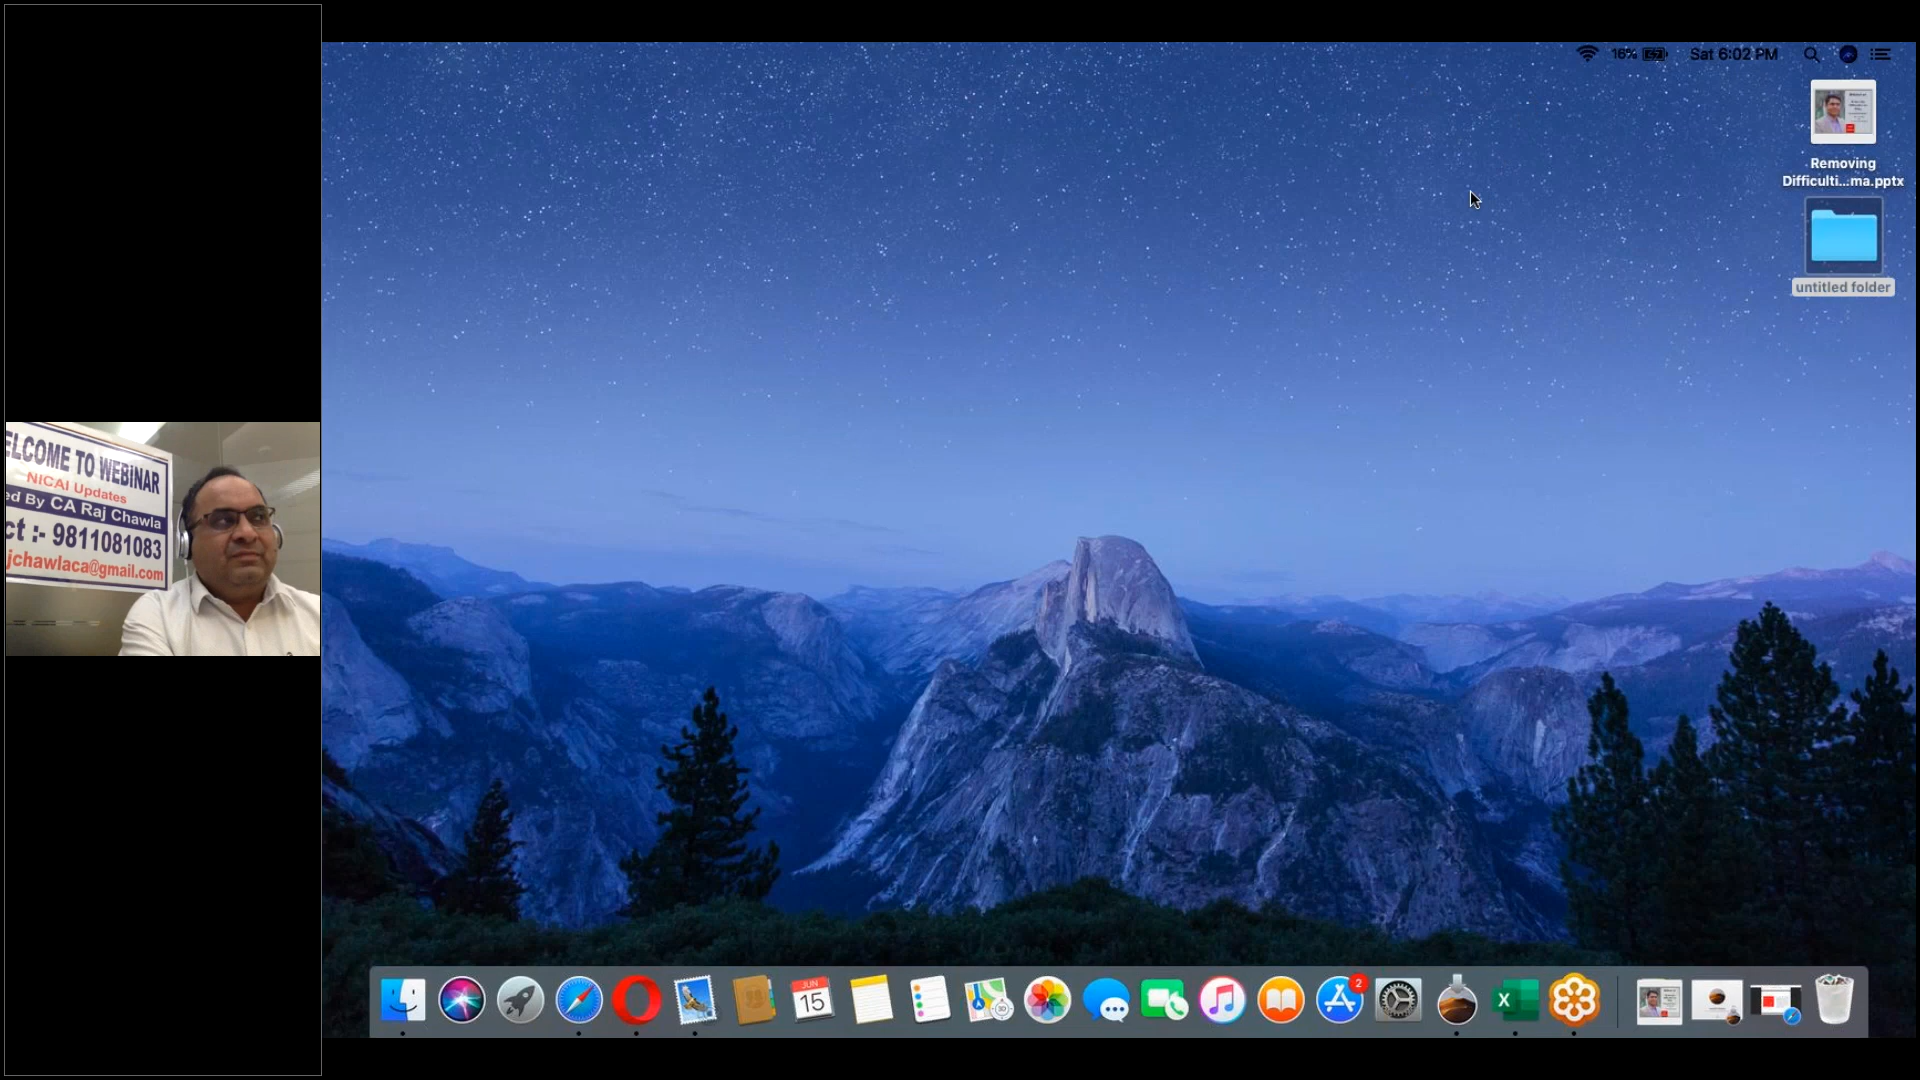 16%
Sat 6:02 PM
Removing
Difficulti...ma.pptx
untitled folder
ELCOME TO WEBINAR
NICAI Updates
ed By CA Raj Chawla
ct :- 9811081083
jchawlaca@gmail.com
2
JUN
15
3D
X